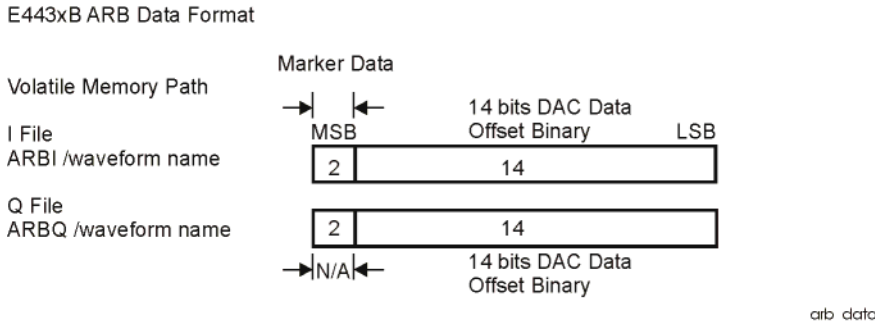 E443xB ARB Data Format
Marker Data
Volatile Memory Path
14 bits DAC Data
Offset Binary
I File
MSB
LSB
ARBI /waveform name
2
14
Q File
ARBQ /waveform name
2
14
N/A
14 bits DAC Data
Offset Binary
arb data